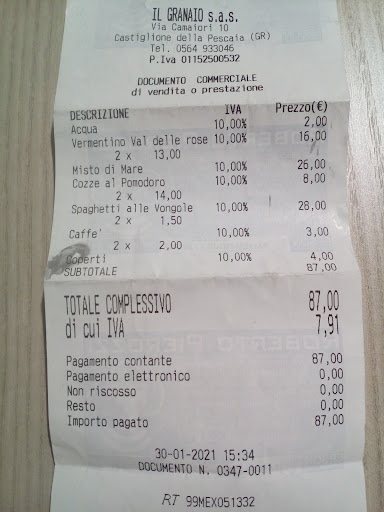 IL GRANAIO s.a.s.
Via Camaiori 10
Castiglione della Pescaia (GR)
Tel. 0564 933046
P.Iva 01152500532
DOCUMENTO COMMERCIALE
di vendita o prestazione
DESCRIZIONE IVA Prezzo(€)
Acqua 10,00% 2,00
Vermentino Val delle rose 10,00% 16,00
2 x 13,00
Misto di Mare 10,00% 26,00
Cozze al Pomodoro 10,00% 8,00
2 x 14,00
Spaghetti alle Vongole 10,00% 28,00
2 x 1,50
Caffe' 10,00% 3,00
2 x 2,00
Coperti 10,00% 4,00
SUBTOTALE 87,00
TOTALE COMPLESSIVO 87,00
di cui IVA 7,91
Pagamento contante 87,00
Pagamento elettronico 0,00
Non riscosso 0,00
Resto 0,00
Importo pagato 87,00
30-01-2021 15:34
DOCUMENTO N. 0347-0011
RT 99MEX051332